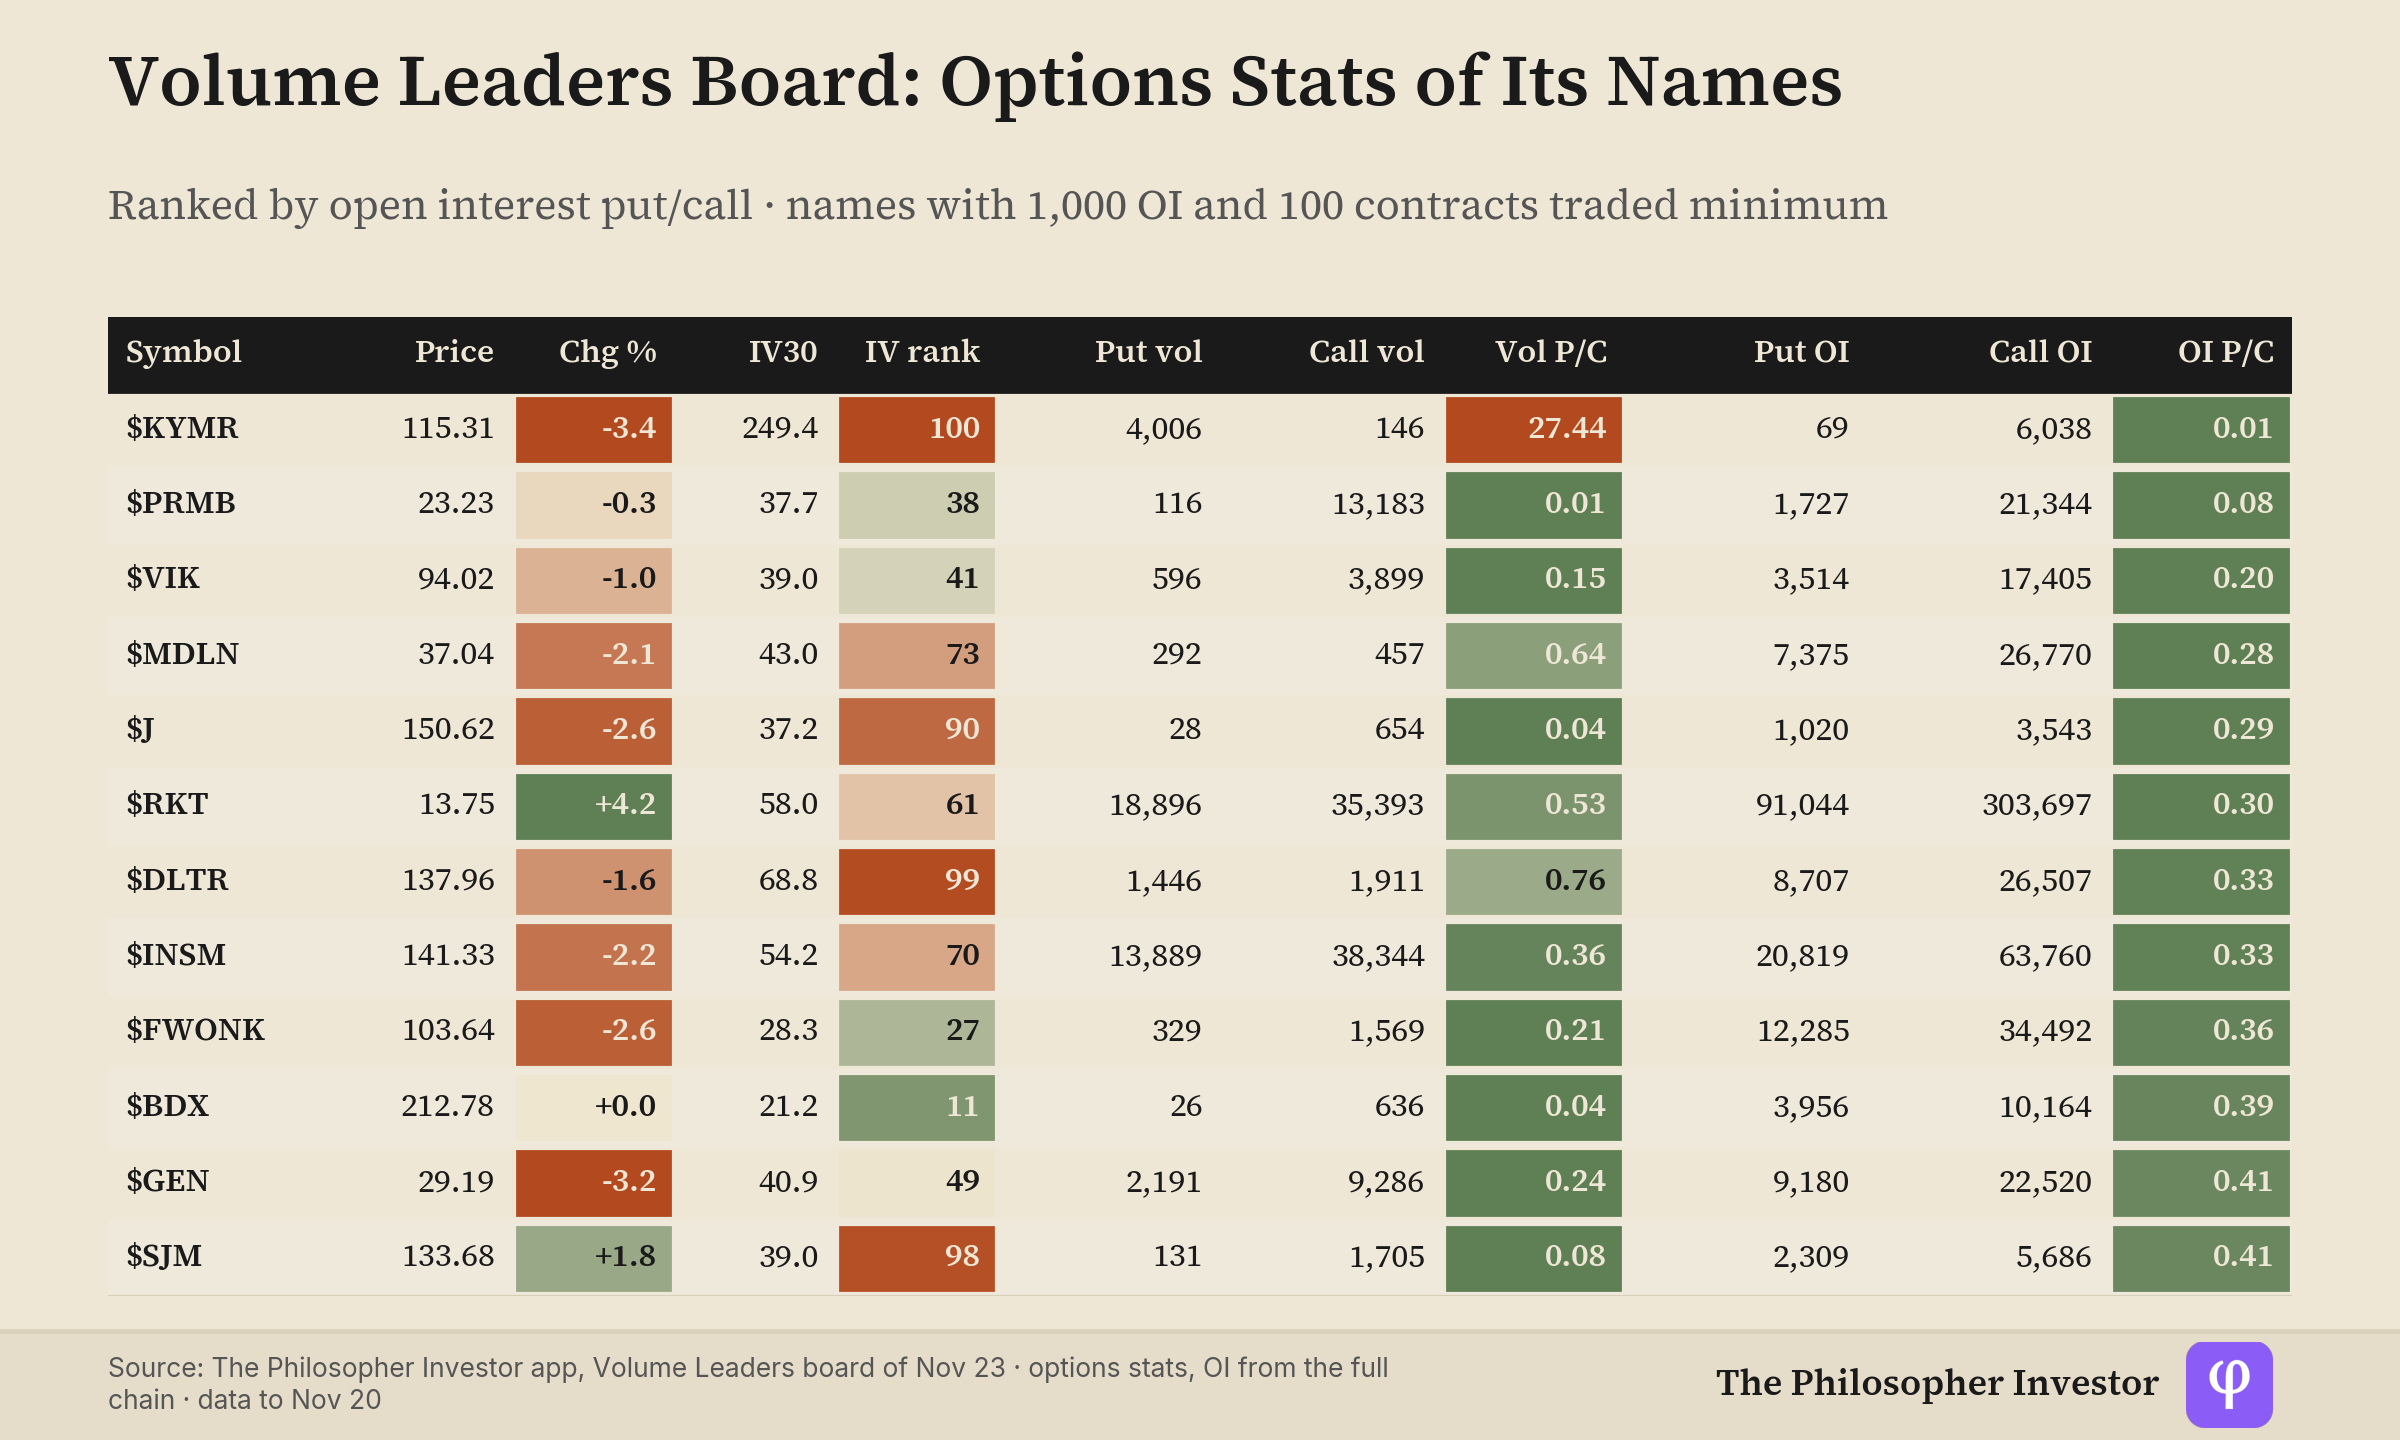 Volume Leaders Board: Options Stats of Its Names
Ranked by open interest put/call · names with 1,000 OI and 100 contracts traded minimum
Symbol Price Chg % IV30 IV rank Put vol Call vol Vol P/C Put OI Call OI OI P/C
$KYMR 115.31 -3.4 249.4 100 4,006 146 27.44 69 6,038 0.01
$PRMB 23.23 -0.3 37.7 38 116 13,183 0.01 1,727 21,344 0.08
$VIK 94.02 -1.0 39.0 41 596 3,899 0.15 3,514 17,405 0.20
$MDLN 37.04 -2.1 43.0 73 292 457 0.64 7,375 26,770 0.28
$J 150.62 -2.6 37.2 90 28 654 0.04 1,020 3,543 0.29
$RKT 13.75 +4.2 58.0 61 18,896 35,393 0.53 91,044 303,697 0.30
$DLTR 137.96 -1.6 68.8 99 1,446 1,911 0.76 8,707 26,507 0.33
$INSM 141.33 -2.2 54.2 70 13,889 38,344 0.36 20,819 63,760 0.33
$FWONK 103.64 -2.6 28.3 27 329 1,569 0.21 12,285 34,492 0.36
$BDX 212.78 +0.0 21.2 11 26 636 0.04 3,956 10,164 0.39
$GEN 29.19 -3.2 40.9 49 2,191 9,286 0.24 9,180 22,520 0.41
$SJM 133.68 +1.8 39.0 98 131 1,705 0.08 2,309 5,686 0.41
Source: The Philosopher Investor app, Volume Leaders board of Nov 23 · options stats, OI from the full
chain · data to Nov 20
The Philosopher Investor φ